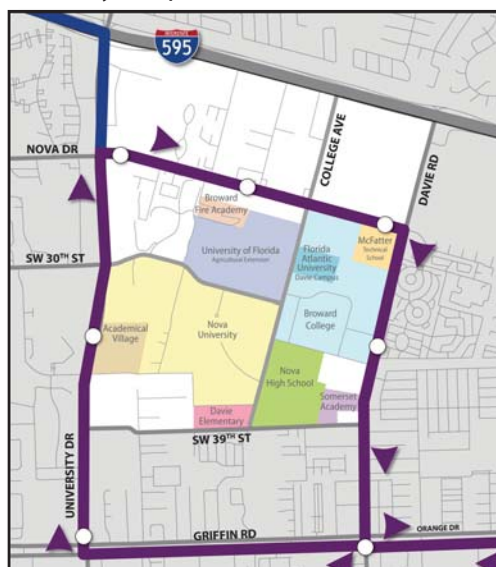 INTERSTATE
595
NOVA DR
COLLEGE AVE
DAVIE RD
Broward
Fire Academy
McFatter
Technical
School
University of Florida
Agricultural Extension
Florida
Atlantic
University
Davie Campus
SW 30TH ST
Broward
College
Nova
University
Academical
Village
Nova
High School
Somerset
Academy
Davie
Elementary
SW 39TH ST
UNIVERSITY DR
GRIFFIN RD
ORANGE DR